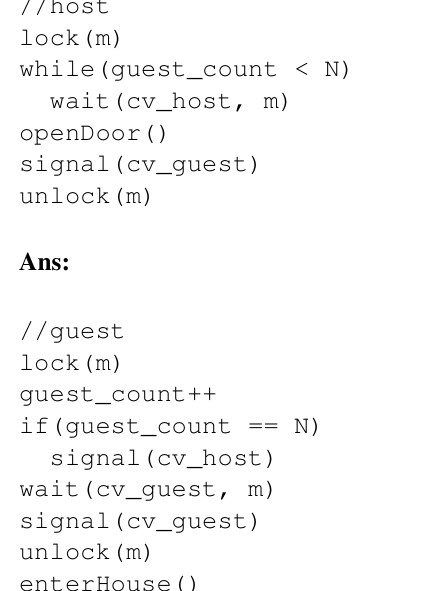 //host
lock(m)
while(guest_count < N)
  wait(cv_host, m)
openDoor()
signal(cv_guest)
unlock(m)
Ans:
//guest
lock(m)
guest_count++
if(guest_count == N)
  signal(cv_host)
wait(cv_guest, m)
signal(cv_guest)
unlock(m)
enterHouse()